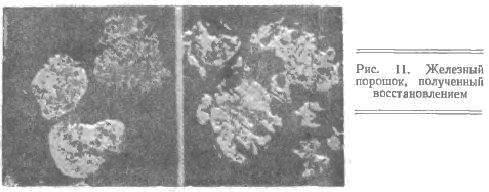 Рис. 11. Железный
порошок, полученный
восстановлением